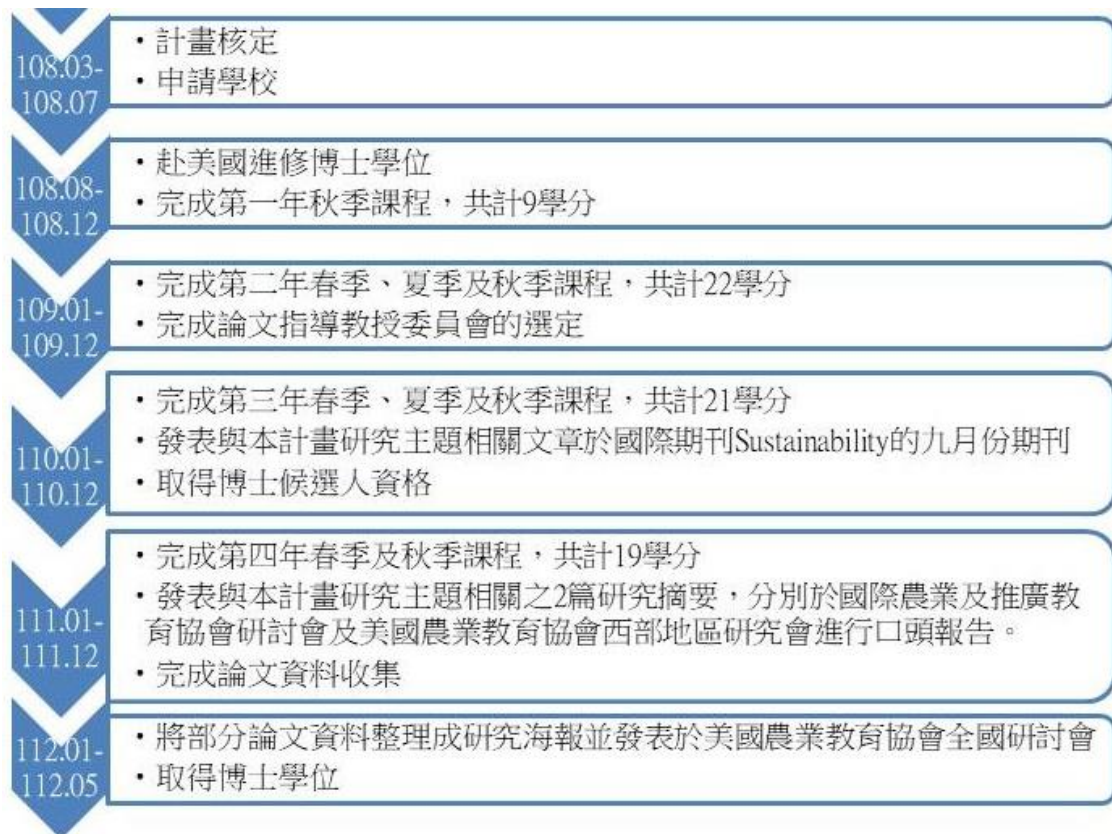 108.03-
108.07
・計畫核定
・申請學校
108.08-
108.12
・赴美國進修博士學位
・完成第一年秋季課程，共計9學分
109.01-
109.12
・完成第二年春季、夏季及秋季課程，共計22學分
・完成論文指導教授委員會的選定
110.01-
110.12
・完成第三年春季、夏季及秋季課程，共計21學分
・發表與本計畫研究主題相關文章於國際期刊Sustainability的九月份期刊
・取得博士候選人資格
111.01-
111.12
・完成第四年春季及秋季課程，共計19學分
・發表與本計畫研究主題相關之2篇研究摘要，分別於國際農業及推廣教
育協會研討會及美國農業教育協會西部地區研究會進行口頭報告。
・完成論文資料收集
112.01-
112.05
・將部分論文資料整理成研究海報並發表於美國農業教育協會全國研討會
・取得博士學位